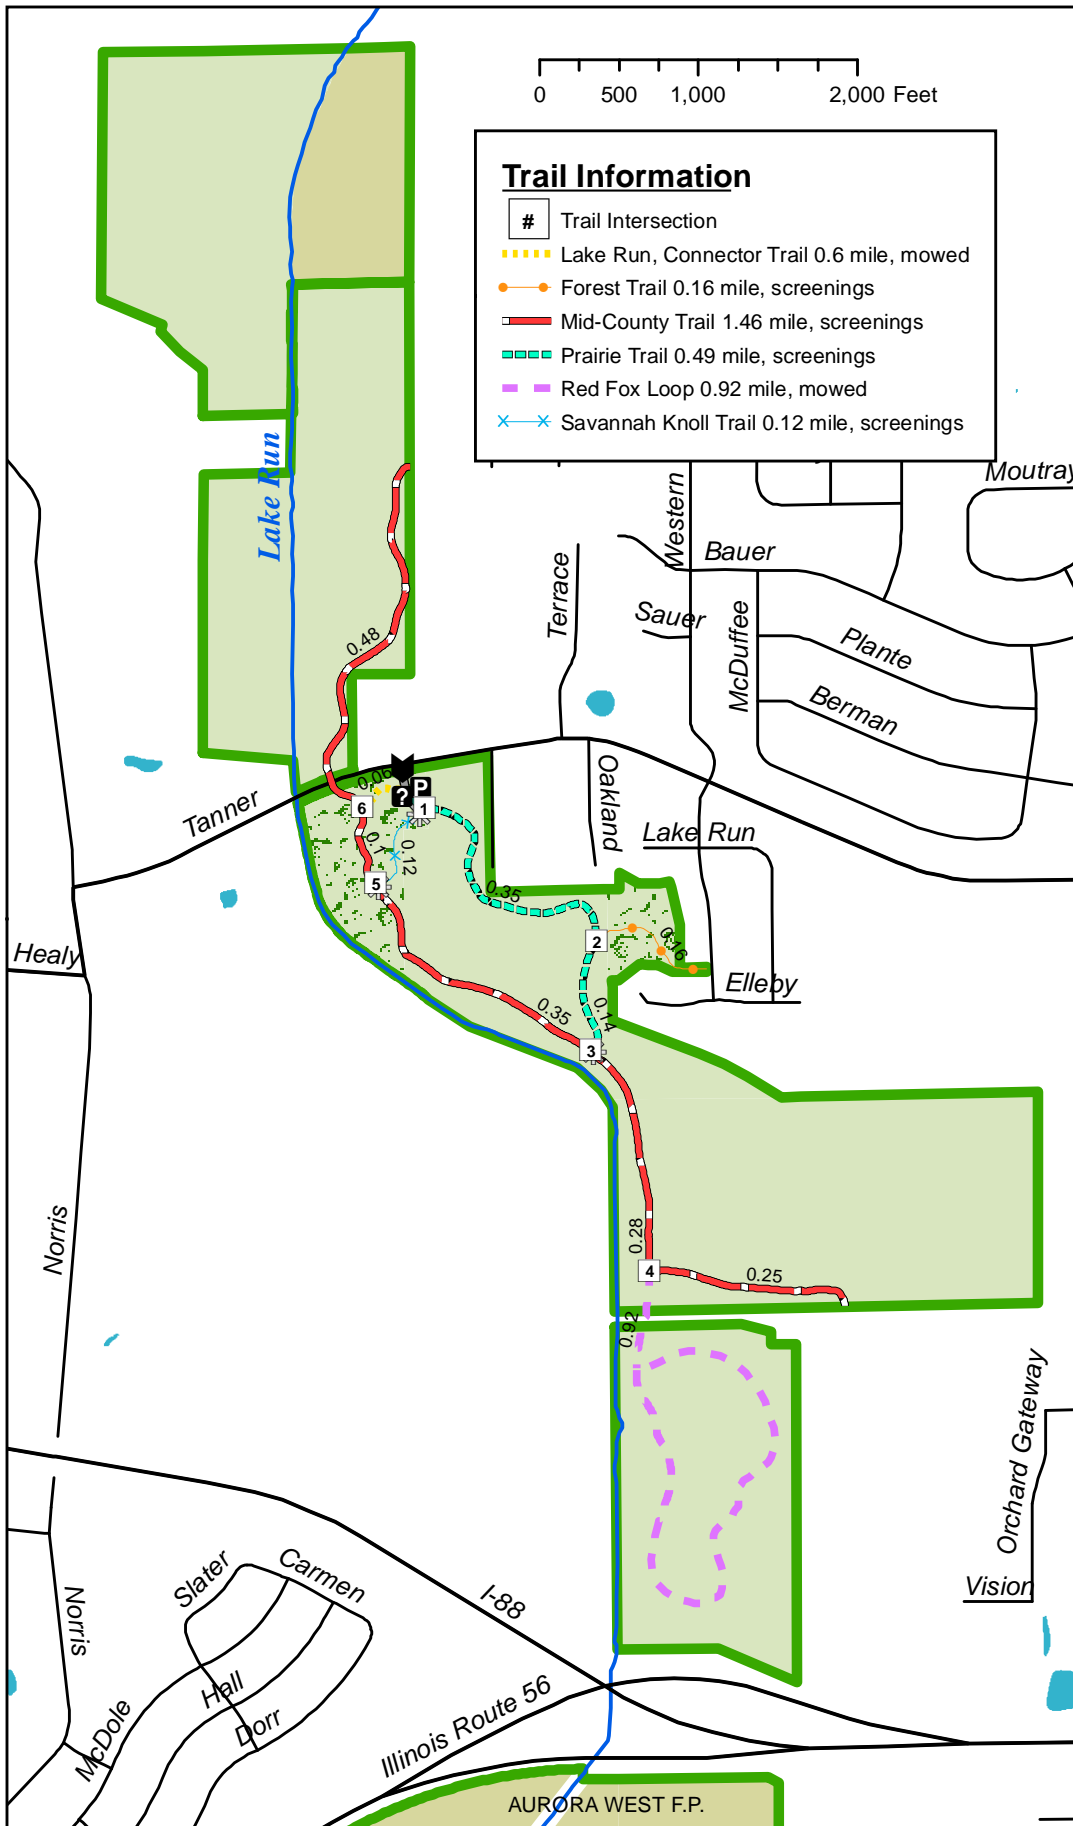 0 500 1,000 2,000 Feet
Trail Information
# Trail Intersection
Lake Run, Connector Trail 0.6 mile, mowed
Forest Trail 0.16 mile, screenings
Mid-County Trail 1.46 mile, screenings
Prairie Trail 0.49 mile, screenings
Red Fox Loop 0.92 mile, mowed
Savannah Knoll Trail 0.12 mile, screenings
Lake Run
Moutray
Western
Bauer
Terrace
Sauer
McDuffee
Plante
Berman
0.48
Tanner
0.06
P
?
1
6
Oakland
Lake Run
0.1
0.12
5
0.35
2
0.16
Healy
Elleby
0.35
0.14
3
Norris
0.28
4
0.25
0.92
Orchard Gateway
Vision
Slater
Carmen
Norris
I-88
Hall
Dorr
McDole
Illinois Route 56
AURORA WEST F.P.